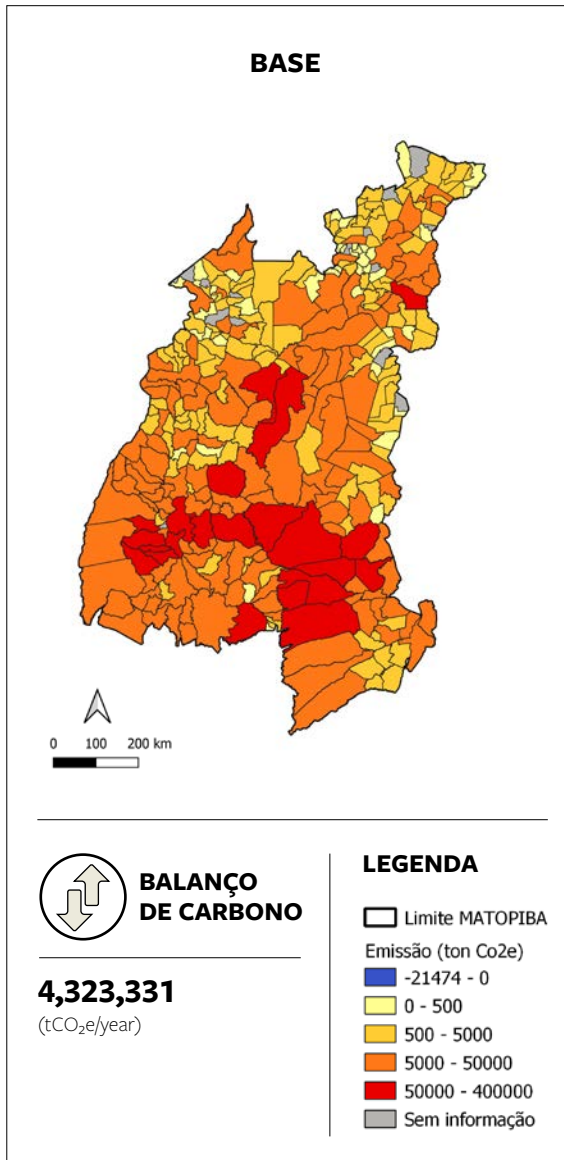 BASE
0 100 200 km
BALANÇO
DE CARBONO
4,323,331
(tCO₂e/year)
LEGENDA
Limite MATOPIBA
Emissão (ton Co2e)
-21474 - 0
0 - 500
500 - 5000
5000 - 50000
50000 - 400000
Sem informação